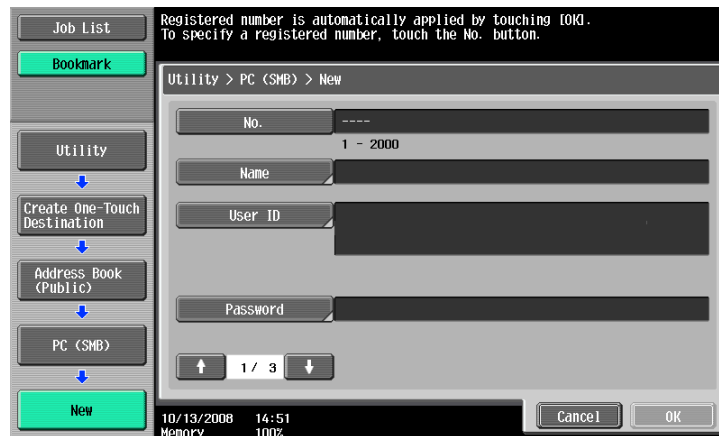 Job List
Bookmark
Registered number is automatically applied by touching [OK].
To specify a registered number, touch the No. button.
Utility > PC (SMB) > New
No.
----
1 - 2000
Name
User ID
Password
1/ 3
Utility
Create One-Touch
Destination
Address Book
(Public)
PC (SMB)
New
10/13/2008 14:51
Memory 100%
Cancel
OK